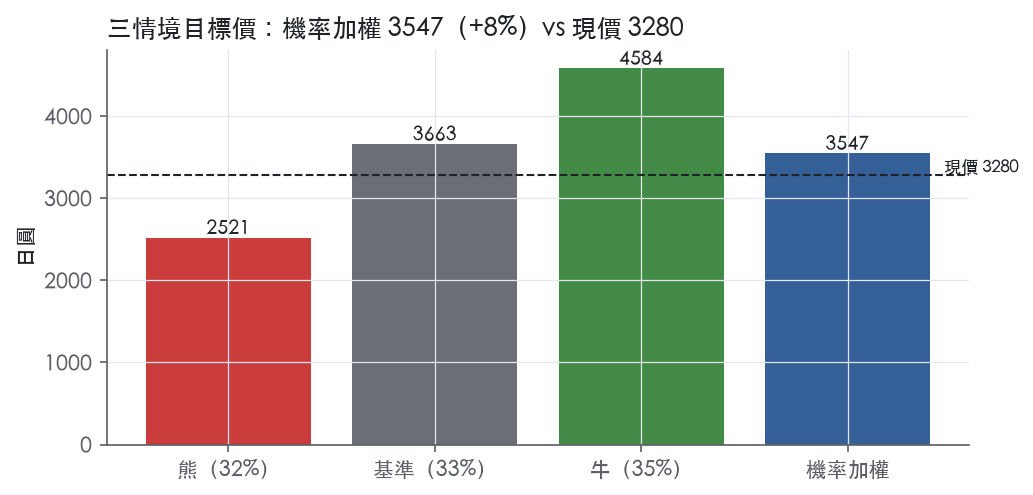 三情境目標價：機率加權 3547（+8%）vs 現價 3280
日圓
4000
3000
2000
1000
0
2521
3663
4584
3547
現價 3280
熊（32%）
基準（33%）
牛（35%）
機率加權